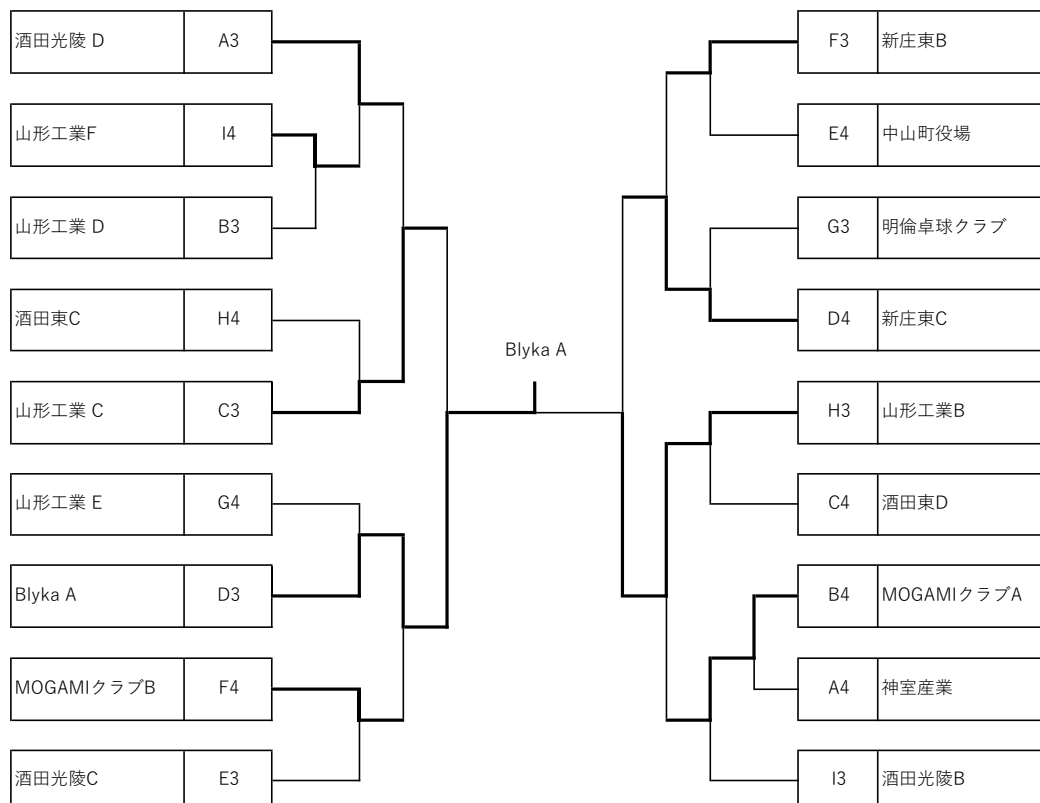 酒田光陵 D A3
山形工業F I4
山形工業 D B3
酒田東C H4
山形工業 C C3
山形工業 E G4
Blyka A D3
MOGAMIクラブB F4
酒田光陵C E3
Blyka A
F3 新庄東B
E4 中山町役場
G3 明倫卓球クラブ
D4 新庄東C
H3 山形工業B
C4 酒田東D
B4 MOGAMIクラブA
A4 神室産業
I3 酒田光陵B